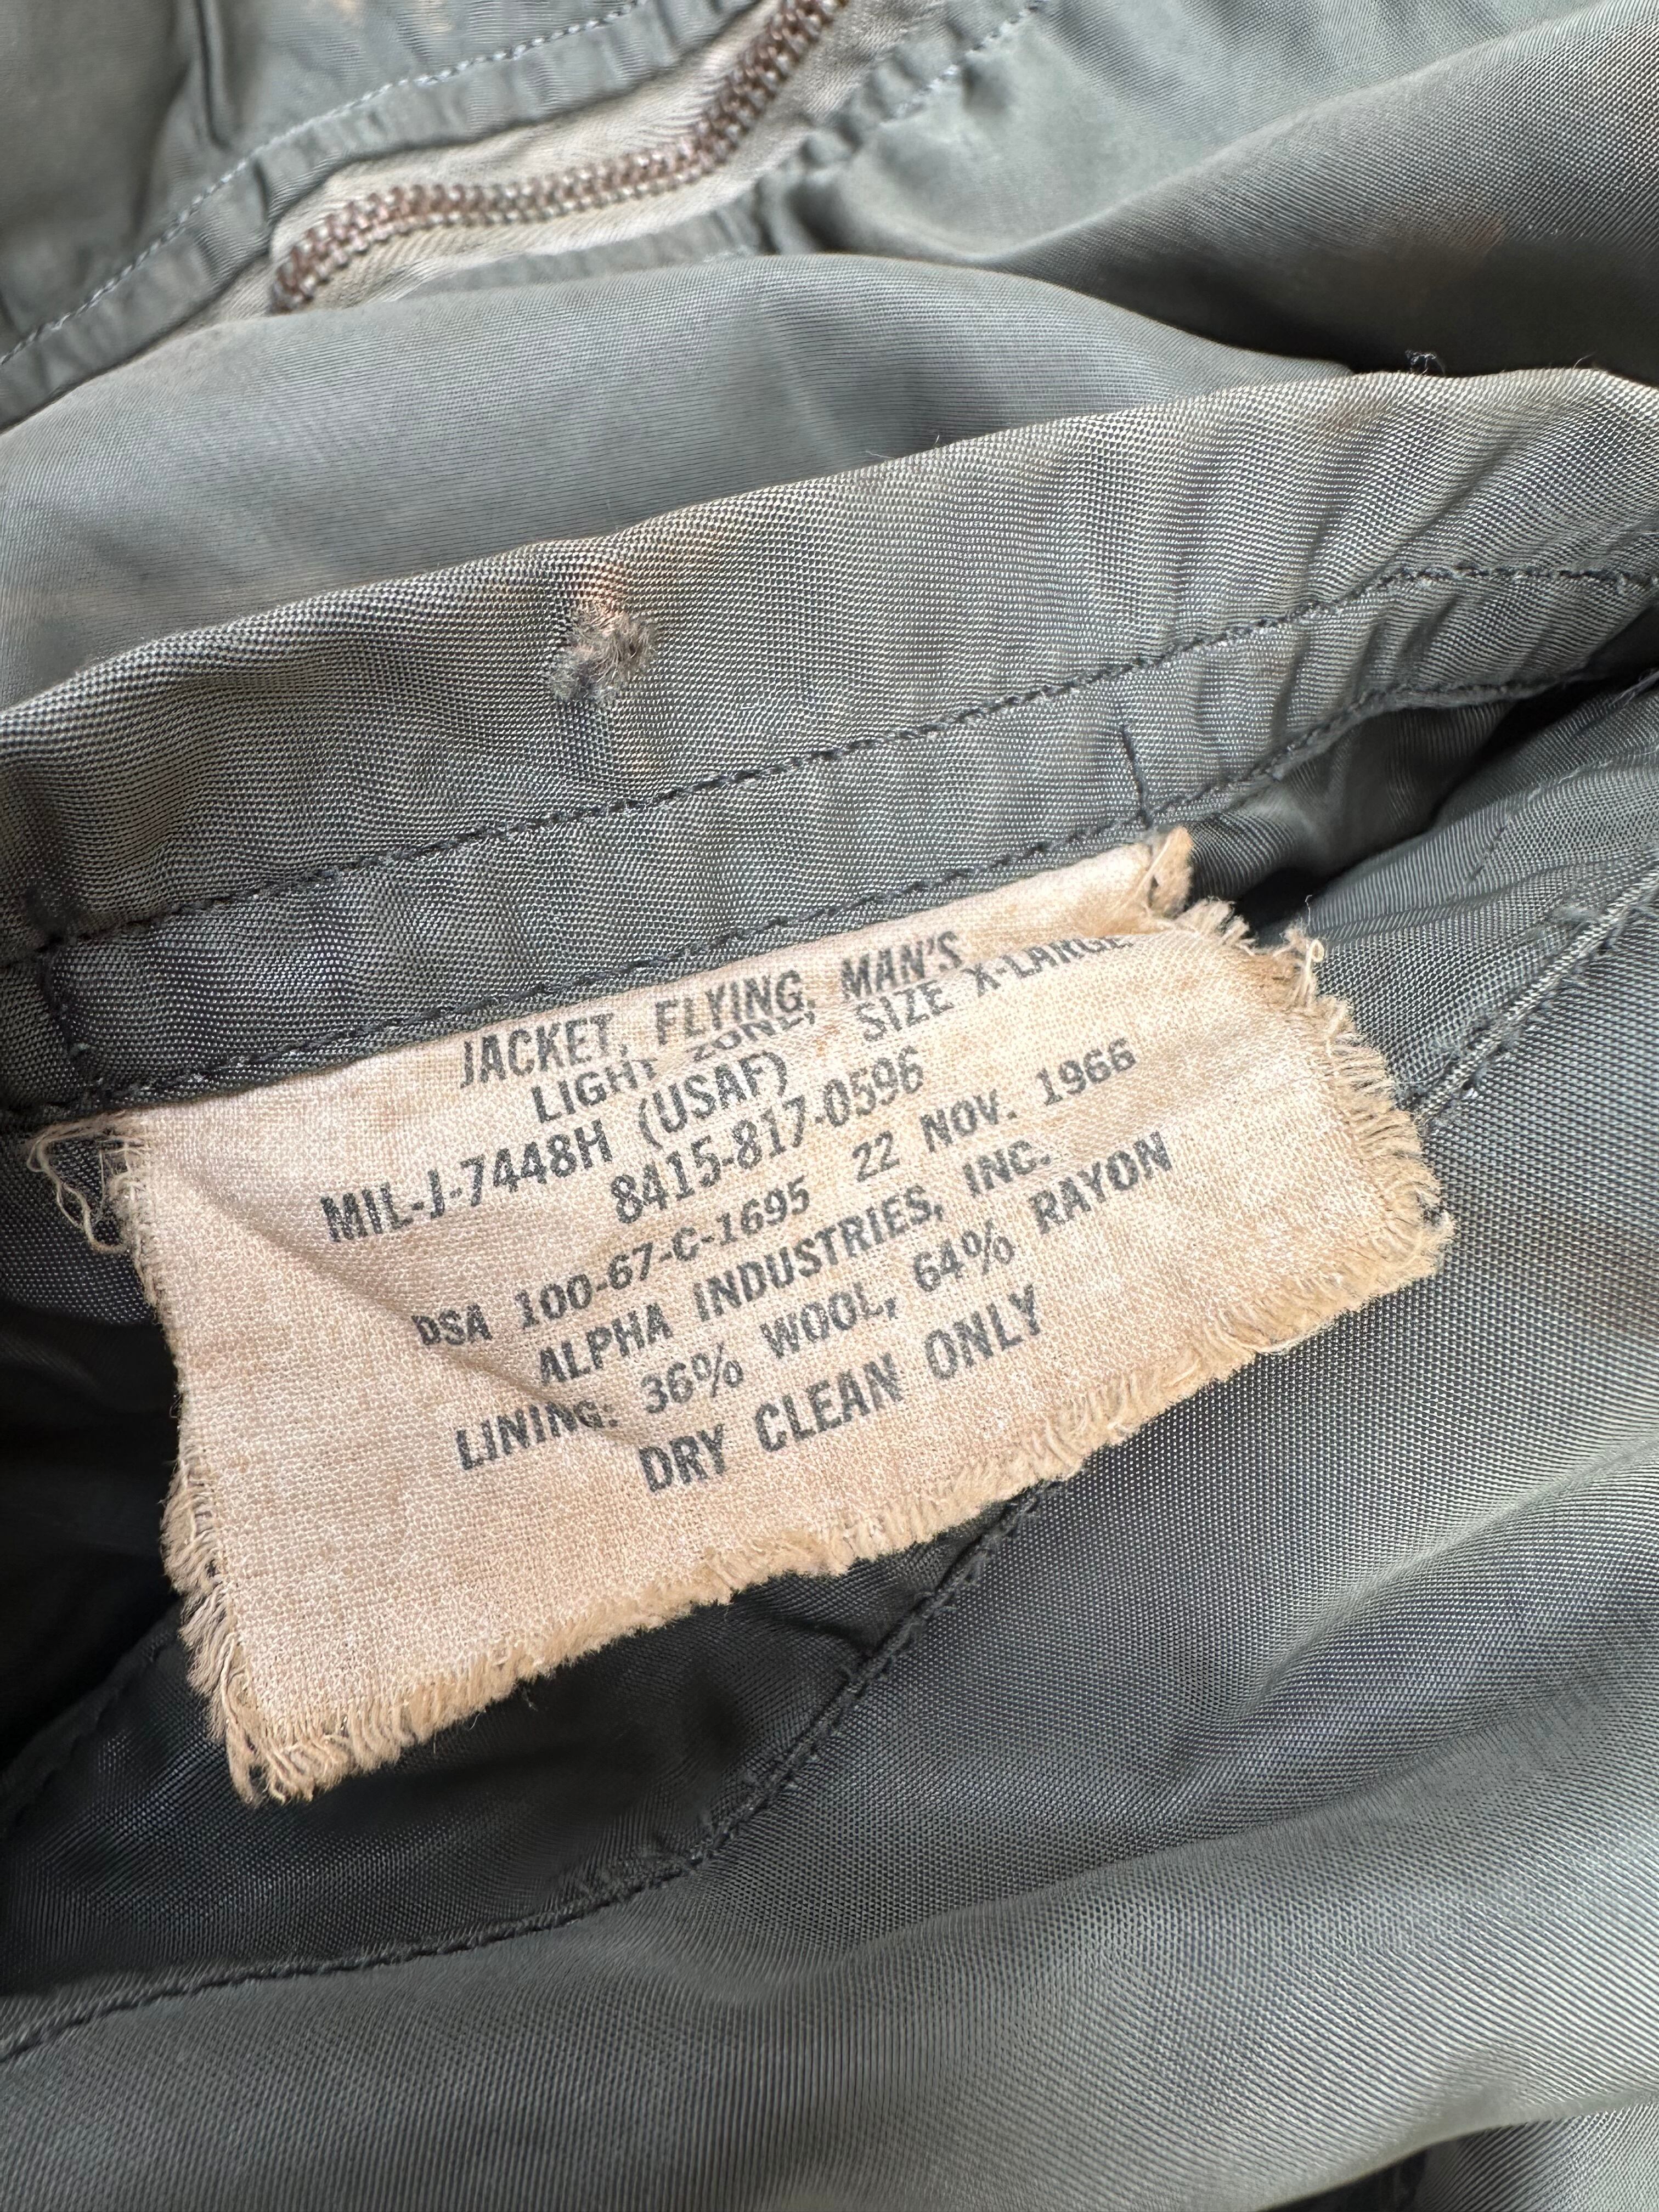 JACKET, FLYING, MAN'S
LIGHT ZONE, SIZE X-LARGE
MIL-J-7448H (USAF)
8415-817-0596
DSA 100-67-C-1695 22 NOV. 1966
ALPHA INDUSTRIES, INC.
LINING: 36% WOOL, 64% RAYON
DRY CLEAN ONLY